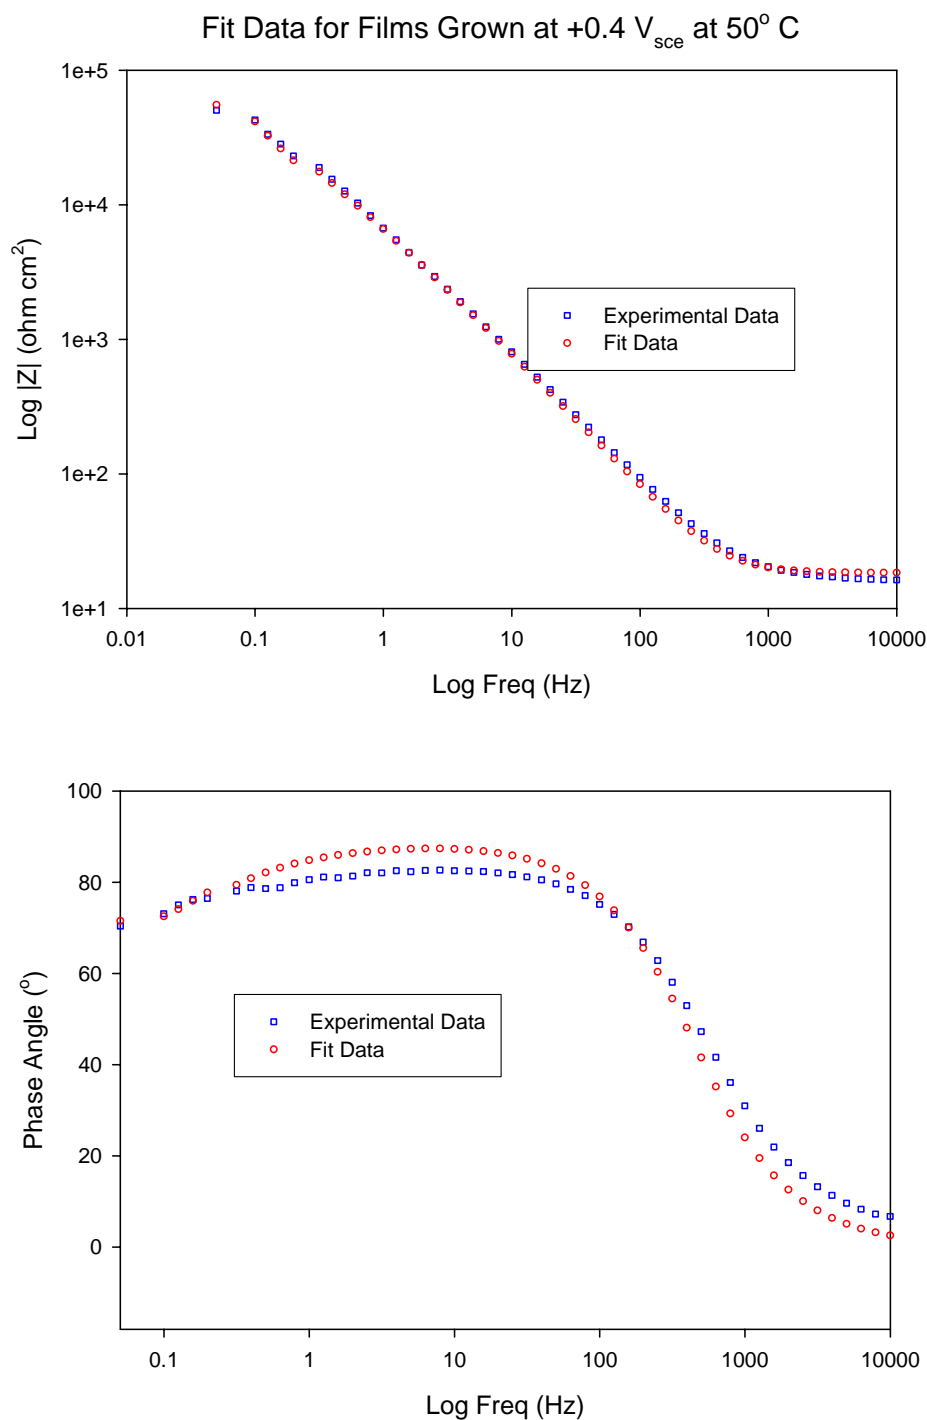 Fit Data for Films Grown at +0.4 Vsce at 50o C
1e+5
1e+4
1e+3
1e+2
1e+1
Log |Z| (ohm cm2)
Experimental Data
Fit Data
0.01 0.1 1 10 100 1000 10000
Log Freq (Hz)
100
80
60
40
20
0
Phase Angle (o)
Experimental Data
Fit Data
0.1 1 10 100 1000 10000
Log Freq (Hz)